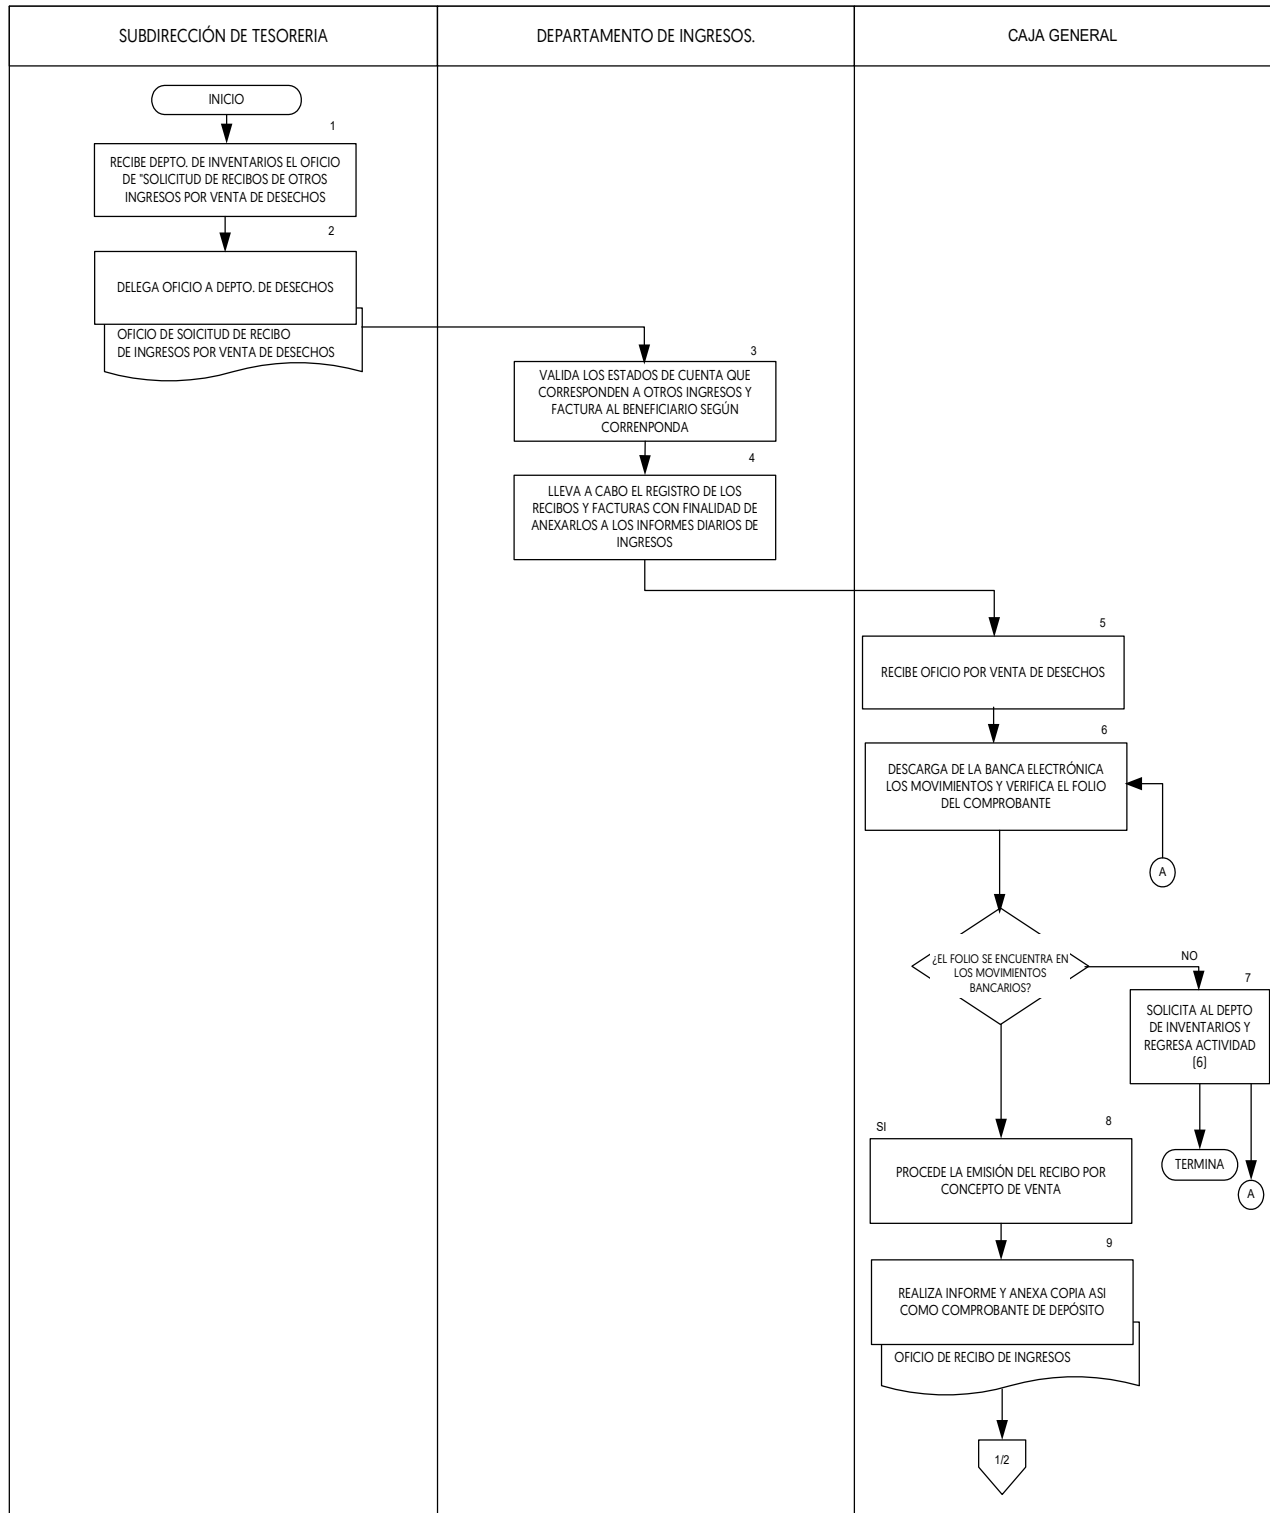 SUBDIRECCIÓN DE TESORERIA
DEPARTAMENTO DE INGRESOS.
CAJA GENERAL
INICIO
1
RECIBE DEPTO. DE INVENTARIOS EL OFICIO
DE "SOLICITUD DE RECIBOS DE OTROS
INGRESOS POR VENTA DE DESECHOS
2
DELEGA OFICIO A DEPTO. DE DESECHOS
OFICIO DE SOICITUD DE RECIBO
DE INGRESOS POR VENTA DE DESECHOS
3
VALIDA LOS ESTADOS DE CUENTA QUE
CORRESPONDEN A OTROS INGRESOS Y
FACTURA AL BENEFICIARIO SEGÚN
CORRENPONDA
4
LLEVA A CABO EL REGISTRO DE LOS
RECIBOS Y FACTURAS CON FINALIDAD DE
ANEXARLOS A LOS INFORMES DIARIOS DE
INGRESOS
5
RECIBE OFICIO POR VENTA DE DESECHOS
6
DESCARGA DE LA BANCA ELECTRÓNICA
LOS MOVIMIENTOS Y VERIFICA EL FOLIO
DEL COMPROBANTE
A
¿EL FOLIO SE ENCUENTRA EN
LOS MOVIMIENTOS
BANCARIOS?
NO
7
SOLICITA AL DEPTO
DE INVENTARIOS Y
REGRESA ACTIVIDAD
(6)
TERMINA
A
SI
8
PROCEDE LA EMISIÓN DEL RECIBO POR
CONCEPTO DE VENTA
9
REALIZA INFORME Y ANEXA COPIA ASI
COMO COMPROBANTE DE DEPÓSITO
OFICIO DE RECIBO DE INGRESOS
1/2